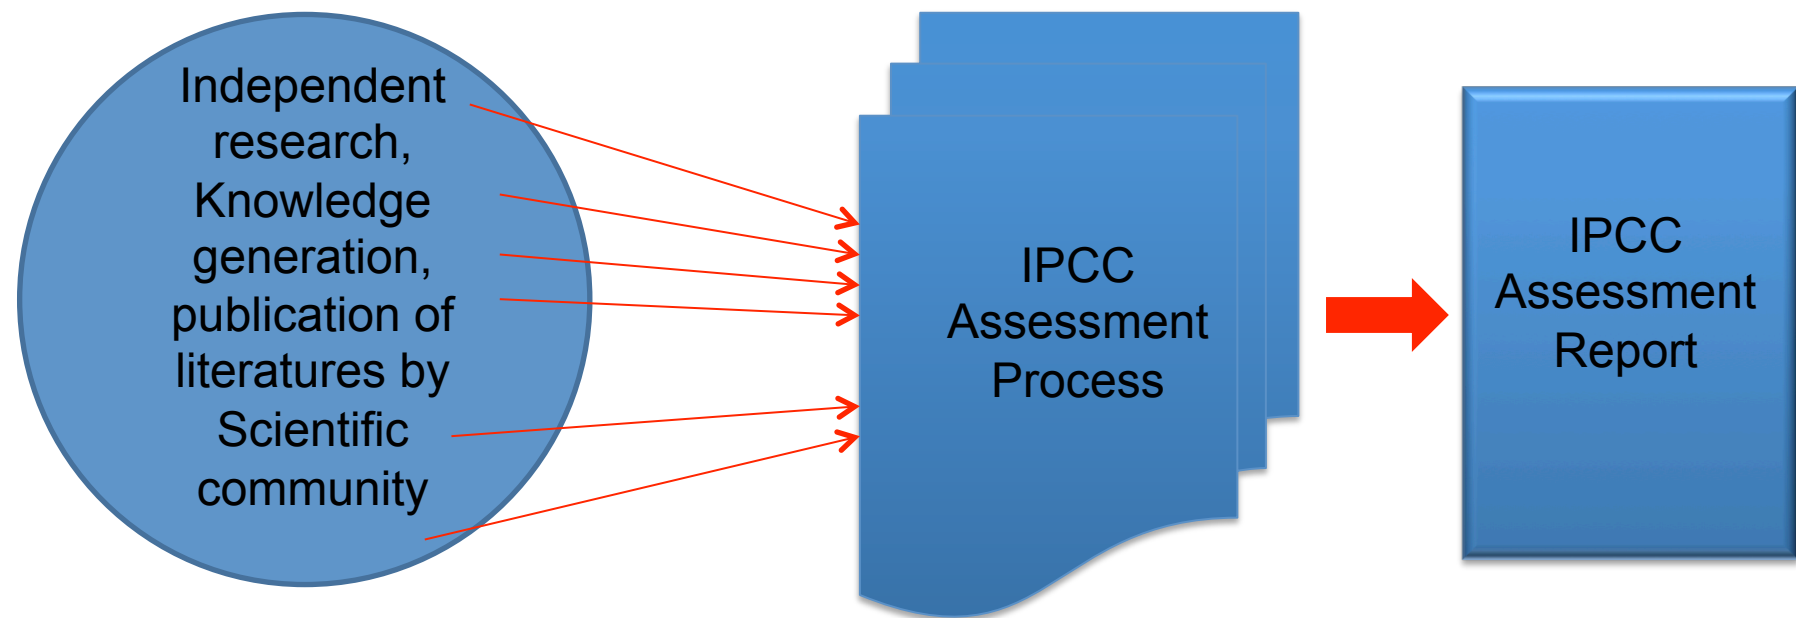 Independent
research,
Knowledge
generation,
publication of
literatures by
Scientific
community
IPCC
Assessment
Process
IPCC
Assessment
Report